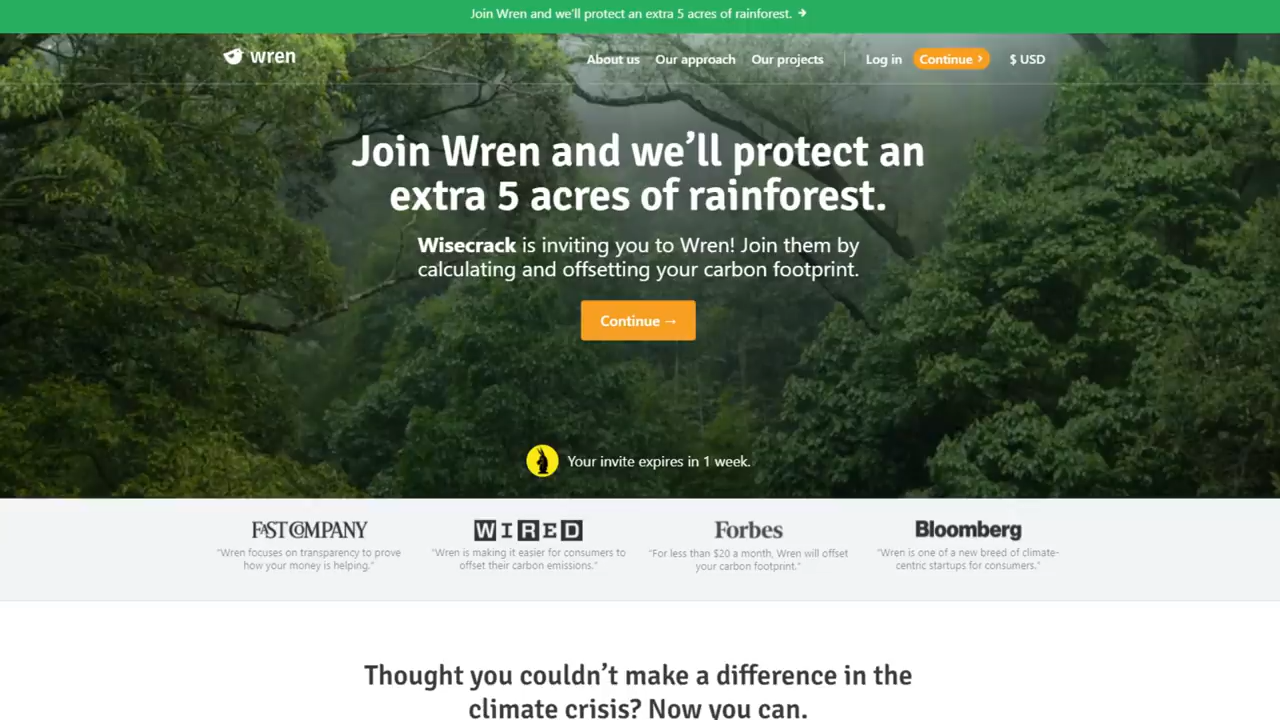 Join Wren and we'll protect an extra 5 acres of rainforest. →
wren
About us
Our approach
Our projects
Log in
Continue ›
$ USD
Join Wren and we’ll protect an
extra 5 acres of rainforest.
Wisecrack is inviting you to Wren! Join them by
calculating and offsetting your carbon footprint.
Continue →
Your invite expires in 1 week.
FAST COMPANY
"Wren focuses on transparency to prove
how your money is helping."
WIRED
"Wren is making it easier for consumers to
offset their carbon emissions."
Forbes
"For less than $20 a month, Wren will offset
your carbon footprint."
Bloomberg
"Wren is one of a new breed of climate-
centric startups for consumers."
Thought you couldn’t make a difference in the
climate crisis? Now you can.